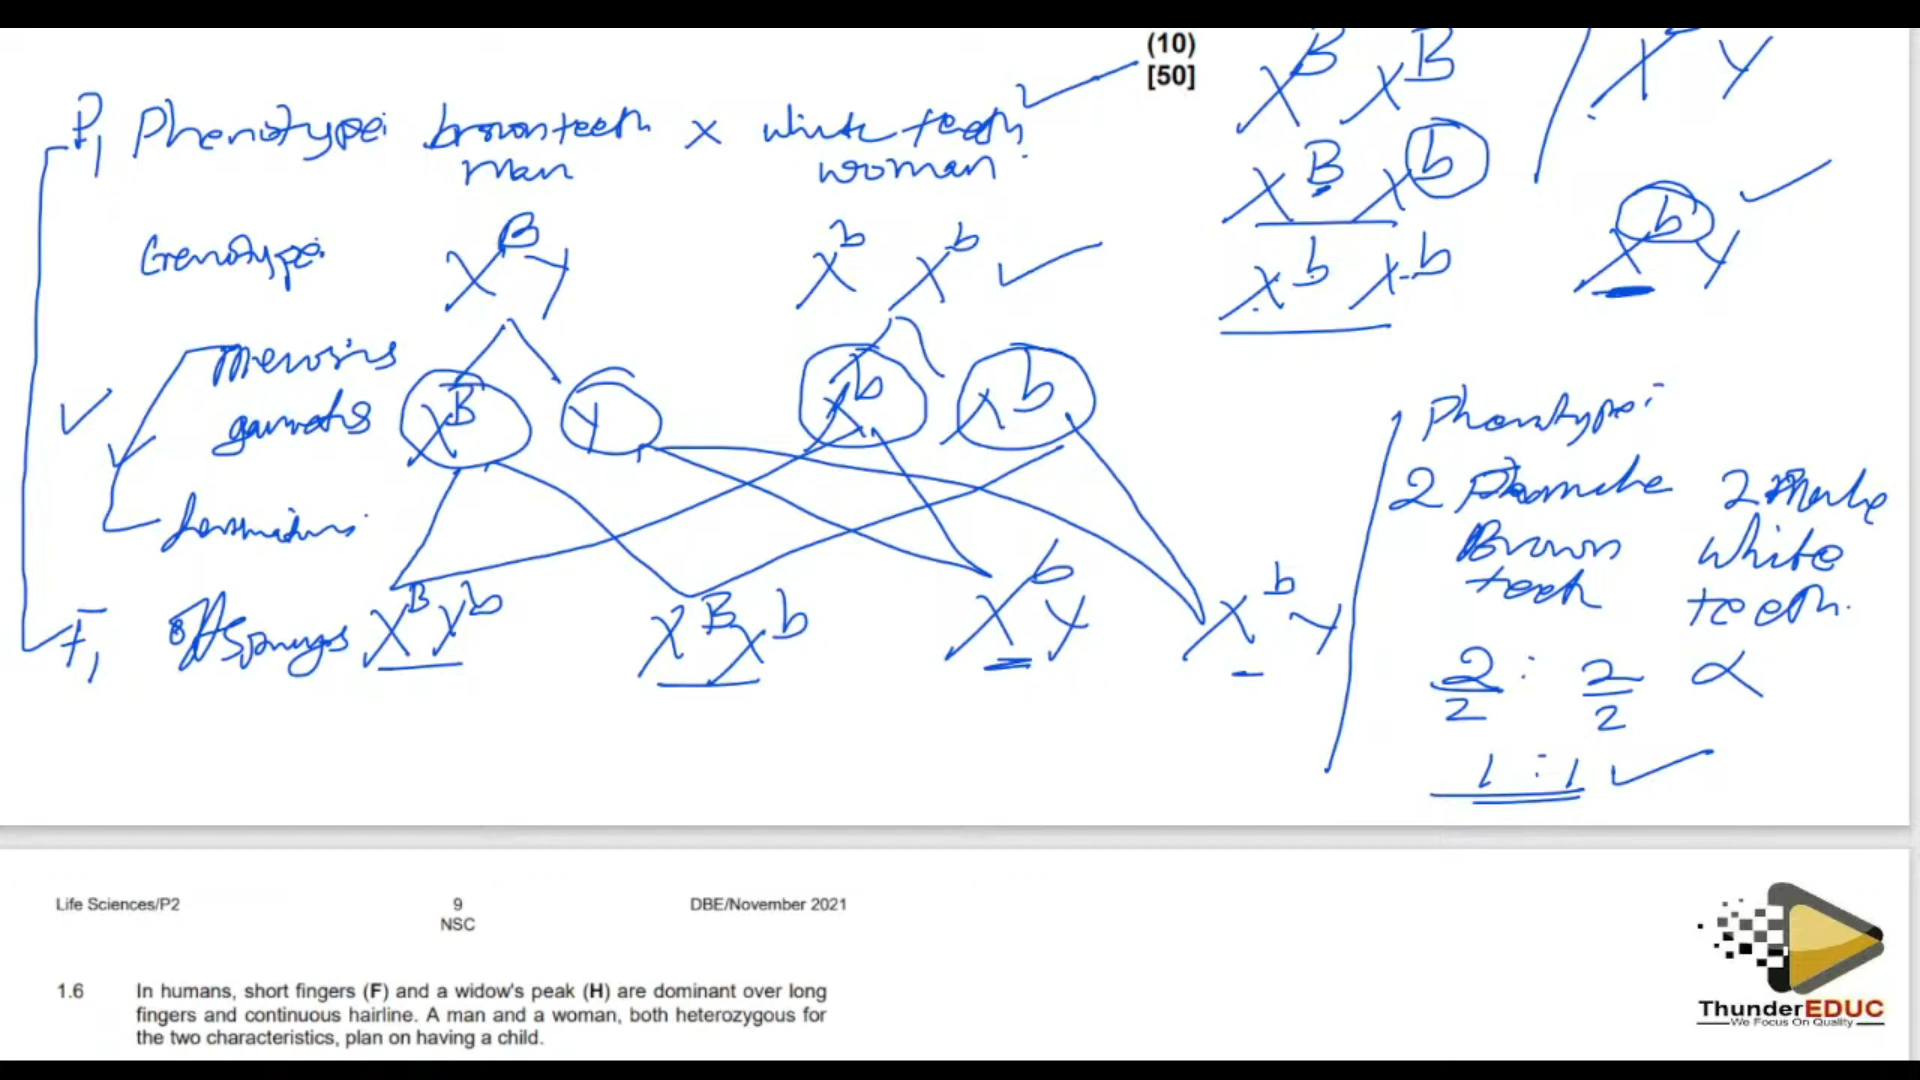 (10)
[50]
X^B X^B
X Y
P1 Phenotype: brown teeth x white teeth
man woman
X^B X^b
X^b Y
Genotype: X^B Y X^b X^b
X^b X^b
Meiosis
gametes X^B Y X^b X^b
Phenotype:
2 Female 2 Male
Brown White
teeth teeth.
F1 Offsprings X^B X^b X^B X^b X^b Y X^b Y
2/2 : 2/2
1 : 1
Life Sciences/P2 9 DBE/November 2021
NSC
1.6 In humans, short fingers (F) and a widow's peak (H) are dominant over long
fingers and continuous hairline. A man and a woman, both heterozygous for
the two characteristics, plan on having a child.
ThunderEDUC
We Focus On Quality